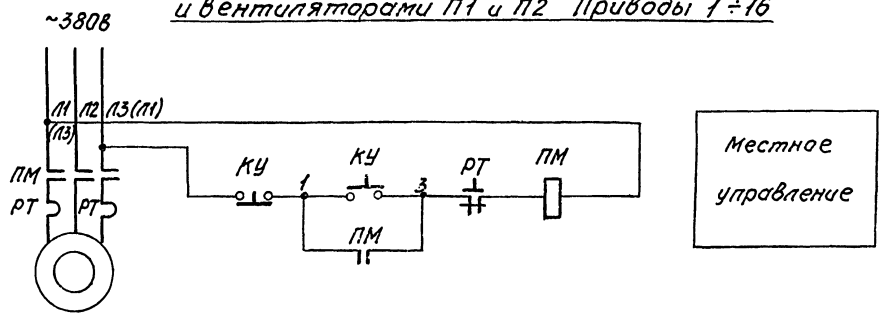 и вентиляторами П1 и П2 Приводы 1÷16
~380в
Л1 Л2 Л3(Л1)
(Л3)
ПМ
РТ РТ
КУ
1
КУ
3
РТ
ПМ
ПМ
Местное
управление